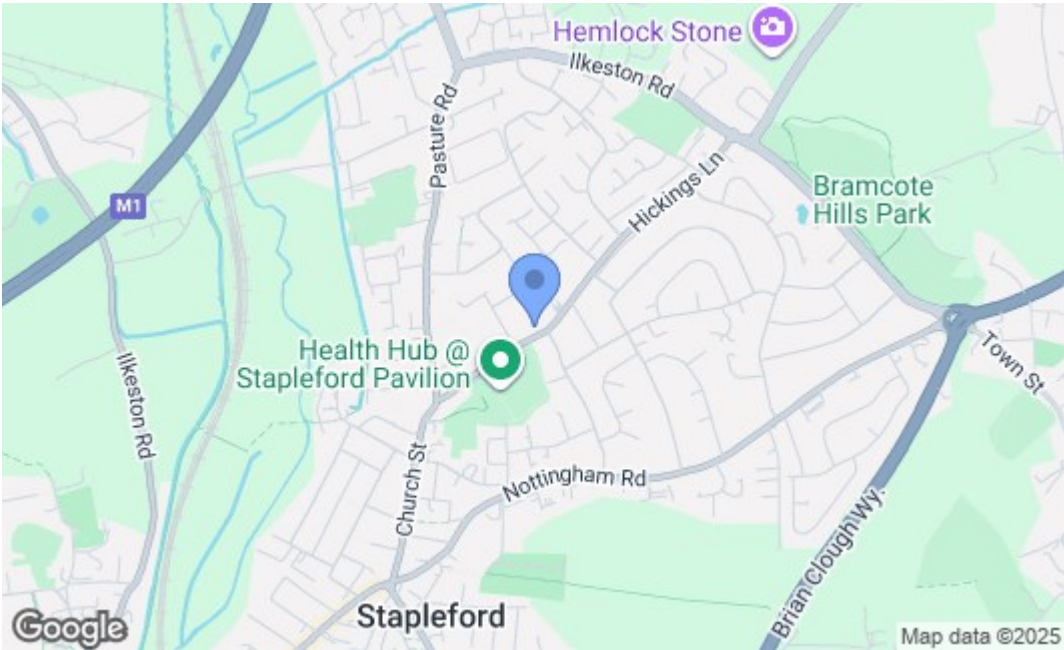 Hemlock Stone
Ilkeston Rd
Pasture Rd
M1
Hickings Ln
Bramcote
Hills Park
Health Hub @
Stapleford Pavilion
Ilkeston Rd
Town St
Church St
Nottingham Rd
Brian Clough Wy.
Stapleford
Google
Map data ©2025